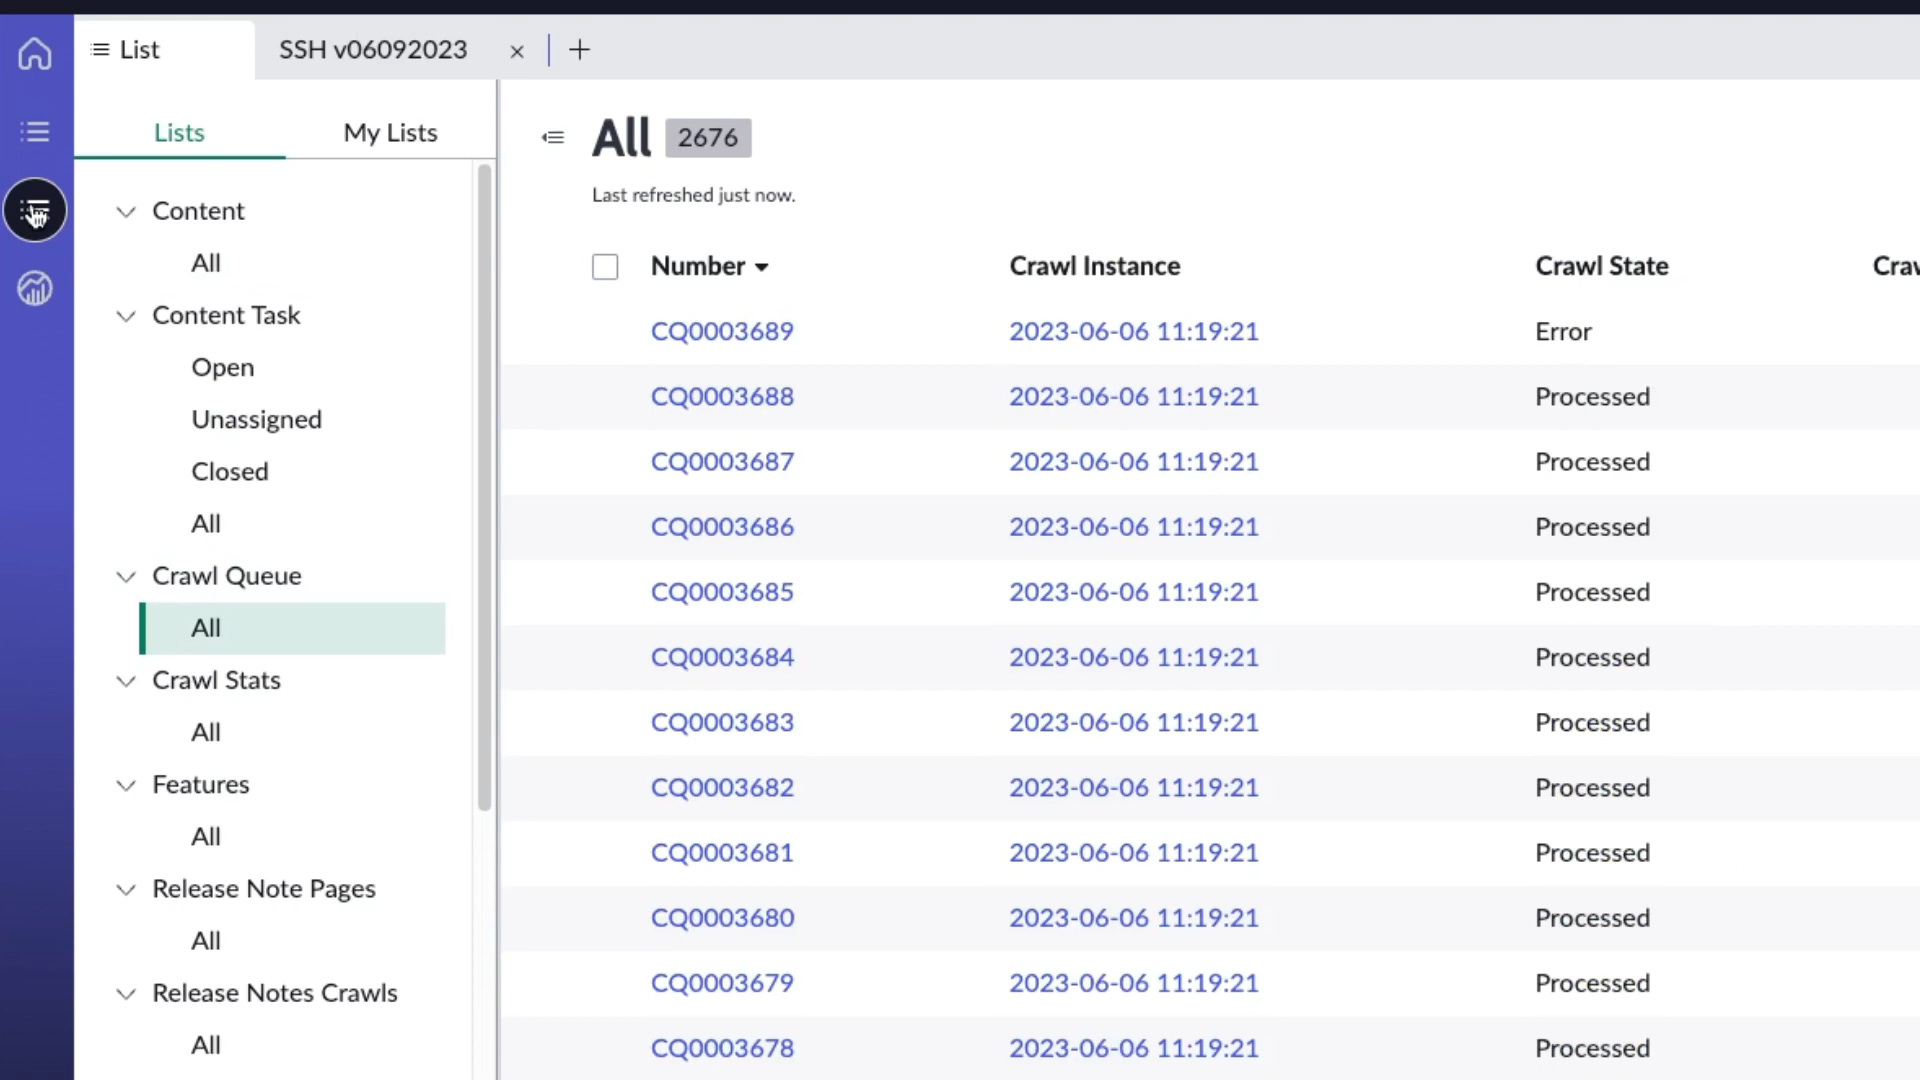 List
SSH v06092023
Lists
My Lists
Content
All
Content Task
Open
Unassigned
Closed
All
Crawl Queue
All
Crawl Stats
All
Features
All
Release Note Pages
All
Release Notes Crawls
All
All 2676
Last refreshed just now.
Number Crawl Instance Crawl State
CQ0003689 2023-06-06 11:19:21 Error
CQ0003688 2023-06-06 11:19:21 Processed
CQ0003687 2023-06-06 11:19:21 Processed
CQ0003686 2023-06-06 11:19:21 Processed
CQ0003685 2023-06-06 11:19:21 Processed
CQ0003684 2023-06-06 11:19:21 Processed
CQ0003683 2023-06-06 11:19:21 Processed
CQ0003682 2023-06-06 11:19:21 Processed
CQ0003681 2023-06-06 11:19:21 Processed
CQ0003680 2023-06-06 11:19:21 Processed
CQ0003679 2023-06-06 11:19:21 Processed
CQ0003678 2023-06-06 11:19:21 Processed